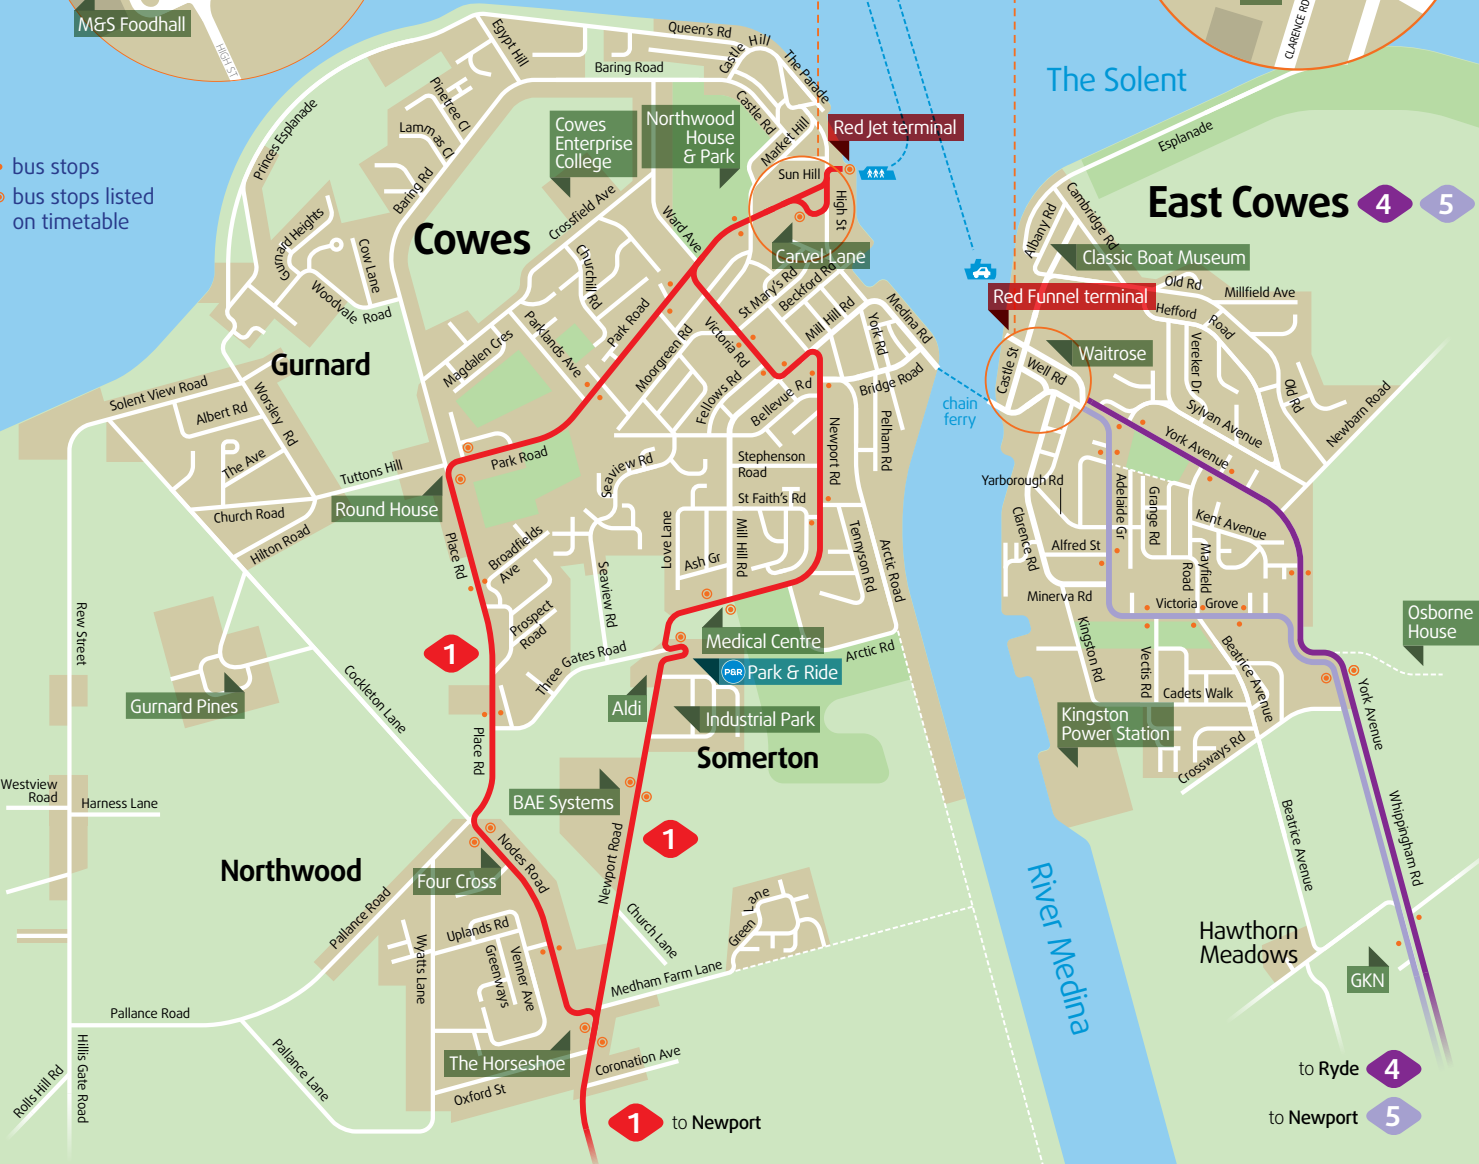 M&S Foodhall
HIGH ST
CLARENCE RD
The Solent
Queen's Rd
Castle Hill
The Parade
Egypt Hill
Baring Road
Pinetree Cl
Castle Rd
Princes Esplanade
Lammas Cl
Market Hill
Cowes
Enterprise
College
Northwood
House
& Park
Red Jet terminal
Esplanade
bus stops
bus stops listed
on timetable
Baring Rd
Sun Hill
High St
Crossfield Ave
Ward Ave
Cambridge Rd
Albany Rd
East Cowes 4 5
Cowes
Gurnard Heights
Cow Lane
Churchill Rd
Carvel Lane
Classic Boat Museum
Woodvale Road
St Mary's Rd
Beckford Rd
Medina Rd
Old Rd
Millfield Ave
Red Funnel terminal
Hefford Road
Park Road
Parklands Ave
Magdalen Cres
Moorgreen Rd
Victoria Rd
Mill Hill Rd
York Rd
Vereker Dr
Waitrose
Castle St
Well Rd
Gurnard
Solent View Road
Worsley Rd
Albert Rd
Fellows Rd
Bellevue Rd
Bridge Road
chain
ferry
Old Rd
Newbarn Road
Sylvan Avenue
York Avenue
The Ave
Tuttons Hill
Park Road
Newport Rd
Pelham Rd
Stephenson
Road
Seaview Rd
St Faith's Rd
Yarborough Rd
Adelaide Gr
Grange Rd
Round House
Church Road
Hilton Road
Place Rd
Broadfields
Ave
Love Lane
Mill Hill Rd
Ash Gr
Tennyson Rd
Arctic Road
Clarence Rd
Alfred St
Kent Avenue
Mayfield
Road
Seaview Rd
Minerva Rd
Victoria Grove
Rew Street
Prospect
Road
1
Three Gates Road
Medical Centre
Arctic Rd
Kingston Rd
Vectis Rd
Beatrice Avenue
Osborne
House
Cockleton Lane
P&R Park & Ride
Cadets Walk
York Avenue
Gurnard Pines
Aldi
Industrial Park
Kingston
Power Station
Place Rd
Somerton
Crossways Rd
Westview
Road
Harness Lane
BAE Systems
Beatrice Avenue
Whippingham Rd
Newport Road
1
Northwood
Nodes Road
Four Cross
River Medina
Pallance Road
Church Lane
Green Lane
Uplands Rd
Wyatts Lane
Greenways
Venner Ave
Hawthorn
Meadows
Medham Farm Lane
GKN
Pallance Road
Hillis Gate Road
Pallance Lane
The Horseshoe
Coronation Ave
Rolls Hill Rd
Oxford St
to Ryde 4
1 to Newport
to Newport 5